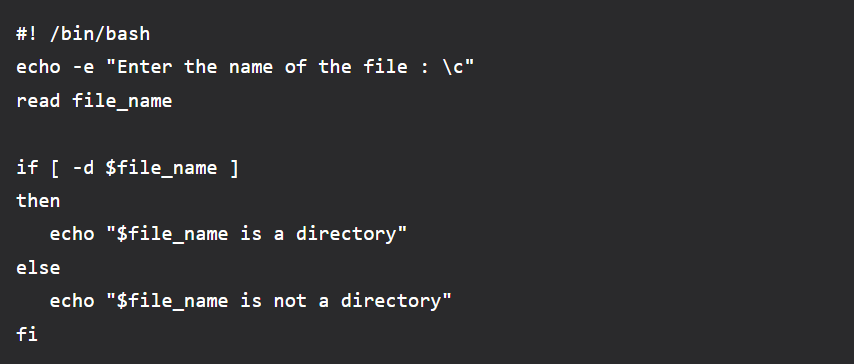 #! /bin/bash
echo -e "Enter the name of the file : \c"
read file_name
if [ -d $file_name ]
then
   echo "$file_name is a directory"
else
   echo "$file_name is not a directory"
fi